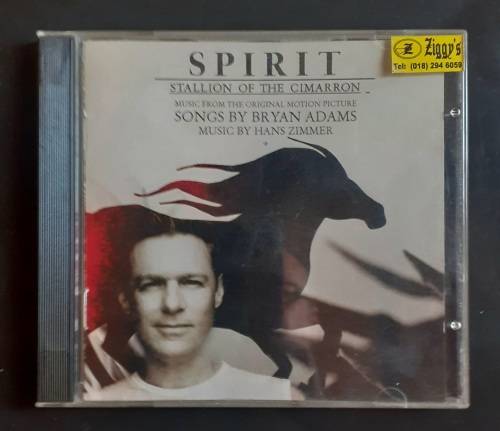 SPIRIT
STALLION OF THE CIMARRON
MUSIC FROM THE ORIGINAL MOTION PICTURE
SONGS BY BRYAN ADAMS
MUSIC BY HANS ZIMMER
Z Ziggy's
Tel: (018) 294 6059